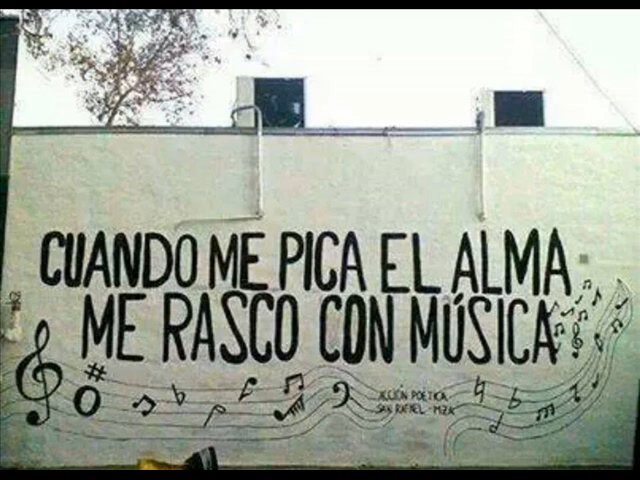 CUANDO ME PICA EL ALMA
ME RASCO CON MÚSICA
ACCIÓN POÉTICA
SAN RAFAEL - MZA